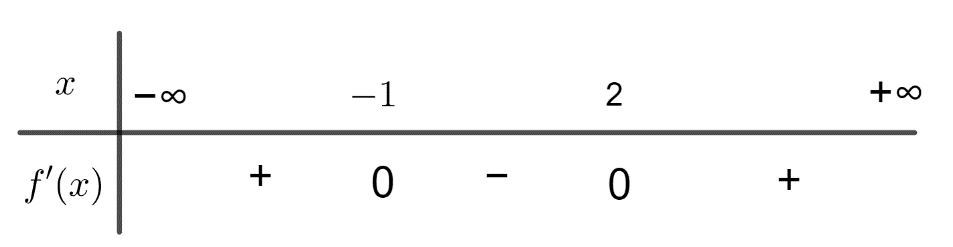 x −∞ −1 2 +∞
f′(x) + 0 − 0 +